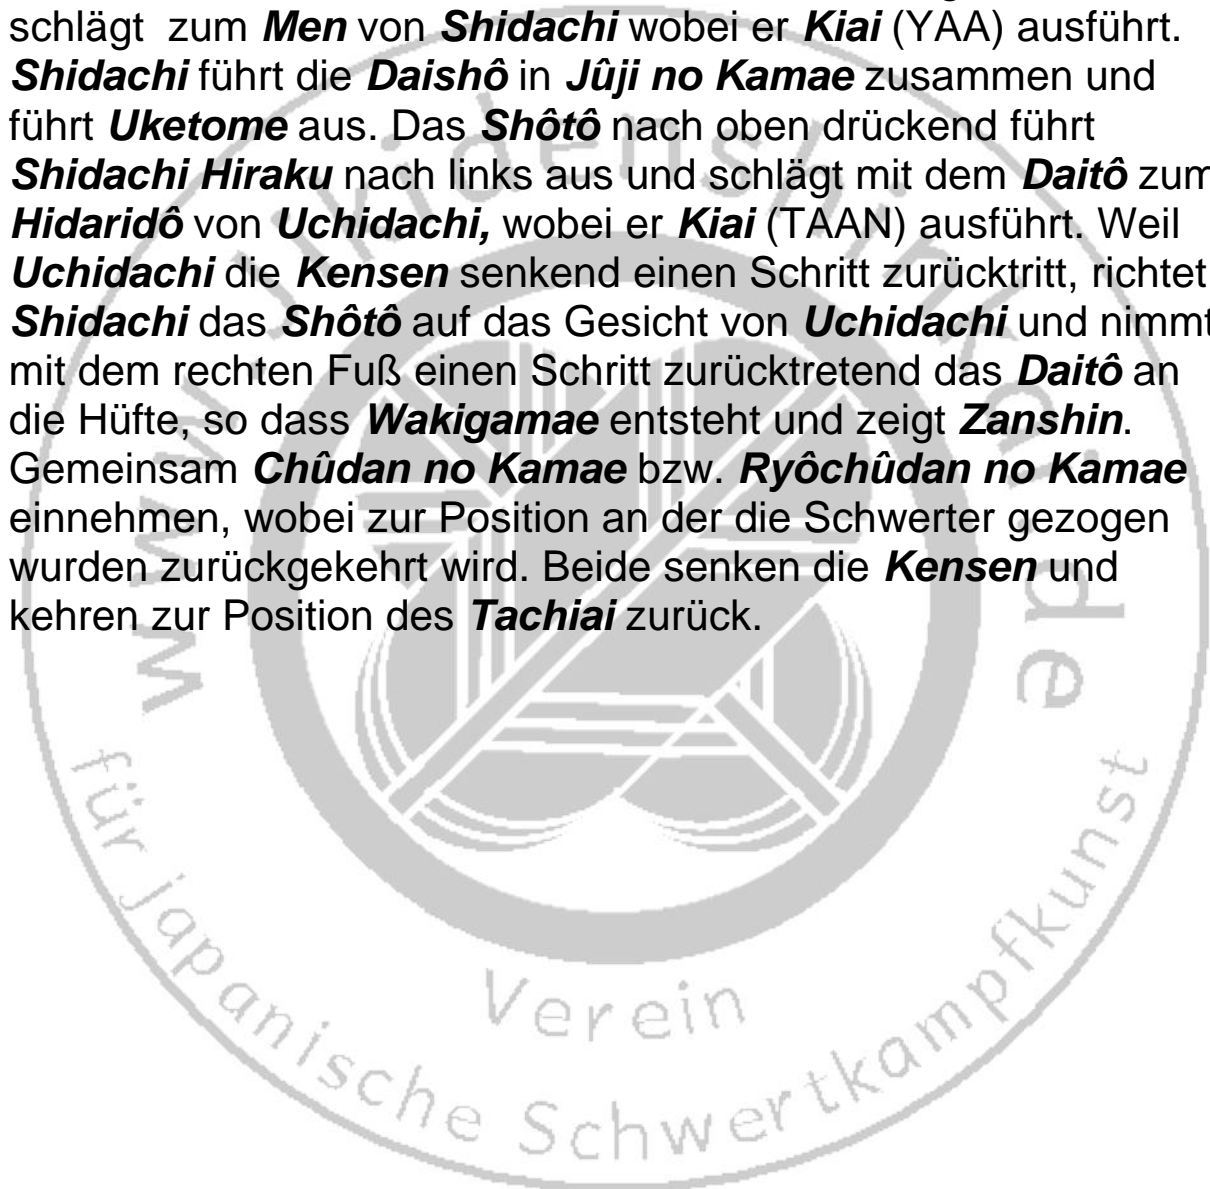 schlägt  zum Men von Shidachi wobei er Kiai (YAA) ausführt.
Shidachi führt die Daishô in Jûji no Kamae zusammen und
führt Uketome aus. Das Shôtô nach oben drückend führt
Shidachi Hiraku nach links aus und schlägt mit dem Daitô zum
Hidaridô von Uchidachi, wobei er Kiai (TAAN) ausführt. Weil
Uchidachi die Kensen senkend einen Schritt zurücktritt, richtet
Shidachi das Shôtô auf das Gesicht von Uchidachi und nimmt
mit dem rechten Fuß einen Schritt zurücktretend das Daitô an
die Hüfte, so dass Wakigamae entsteht und zeigt Zanshin.
Gemeinsam Chûdan no Kamae bzw. Ryôchûdan no Kamae
einnehmen, wobei zur Position an der die Schwerter gezogen
wurden zurückgekehrt wird. Beide senken die Kensen und
kehren zur Position des Tachiai zurück.
www.jikidenshinkai.de
Verein
für japanische Schwertkampfkunst